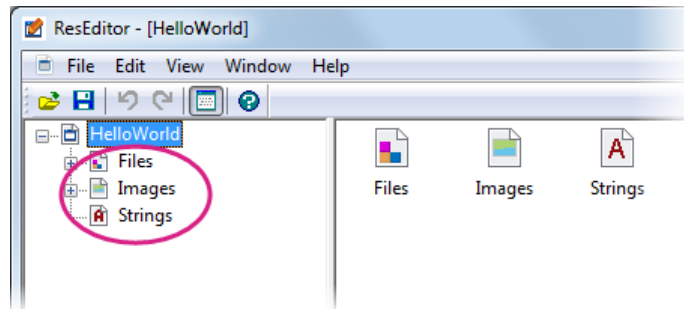 ResEditor - [HelloWorld]
File Edit View Window Help
HelloWorld
Files
Images
Strings
Files Images Strings